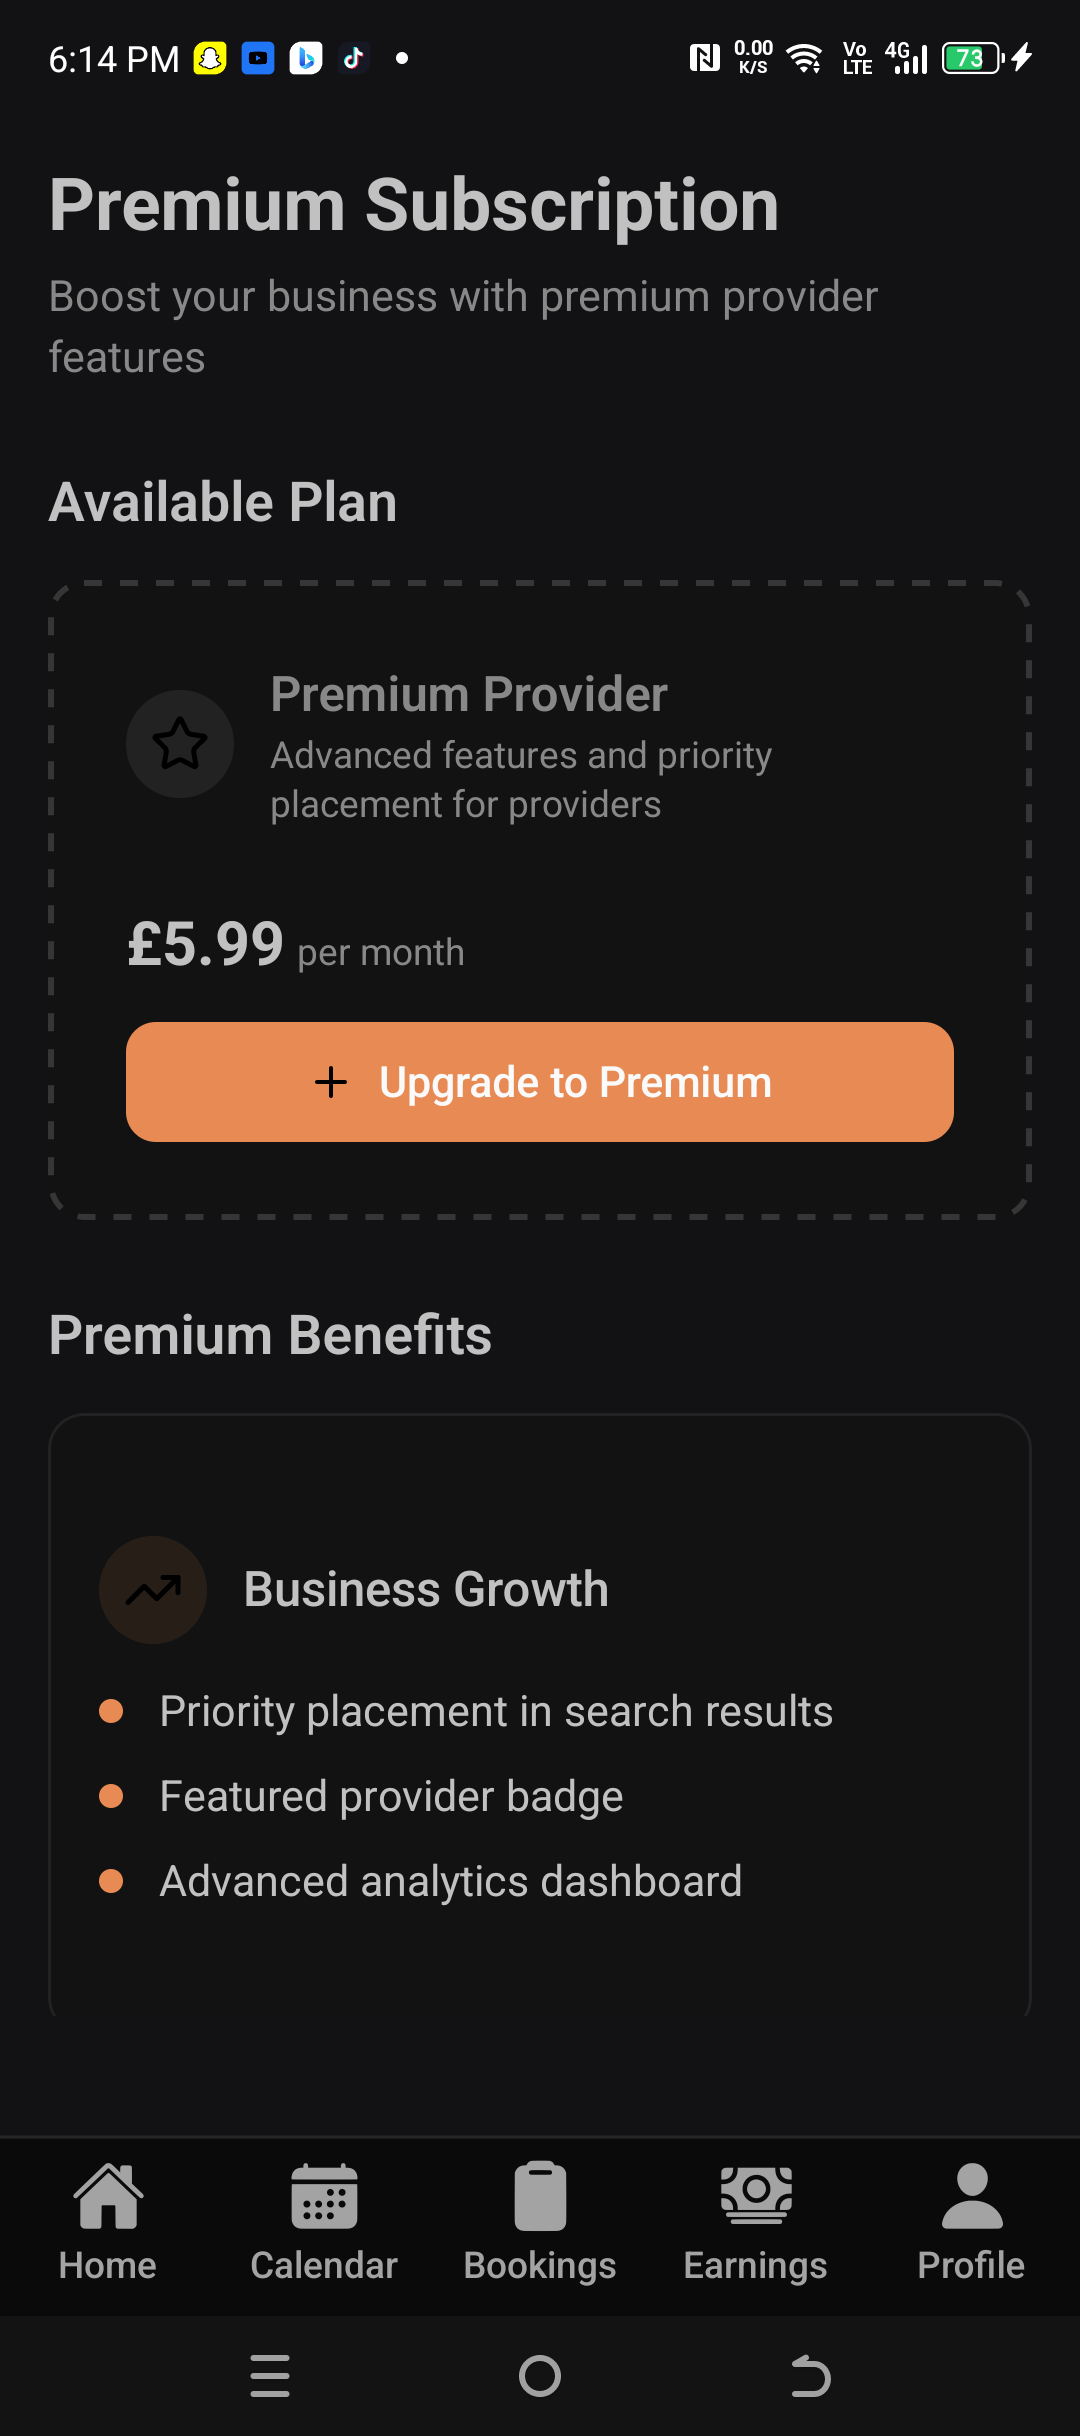 6:14 PM
0.00
K/S
Vo
LTE
4G
73
Premium Subscription
Boost your business with premium provider
features
Available Plan
Premium Provider
Advanced features and priority
placement for providers
£5.99 per month
+ Upgrade to Premium
Premium Benefits
Business Growth
Priority placement in search results
Featured provider badge
Advanced analytics dashboard
Home
Calendar
Bookings
Earnings
Profile